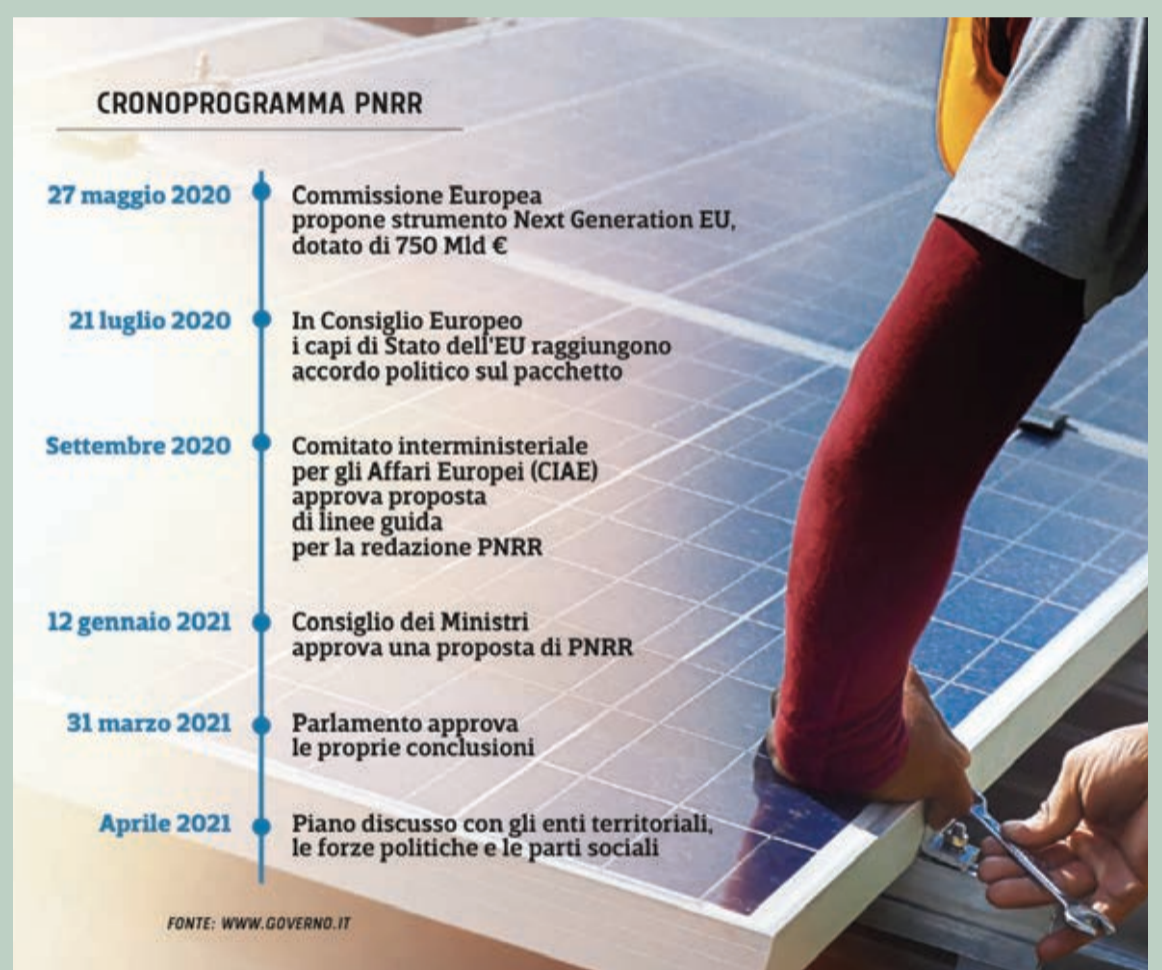 CRONOPROGRAMMA PNRR
27 maggio 2020
Commissione Europea
propone strumento Next Generation EU,
dotato di 750 Mld €
21 luglio 2020
In Consiglio Europeo
i capi di Stato dell'EU raggiungono
accordo politico sul pacchetto
Settembre 2020
Comitato interministeriale
per gli Affari Europei (CIAE)
approva proposta
di linee guida
per la redazione PNRR
12 gennaio 2021
Consiglio dei Ministri
approva una proposta di PNRR
31 marzo 2021
Parlamento approva
le proprie conclusioni
Aprile 2021
Piano discusso con gli enti territoriali,
le forze politiche e le parti sociali
FONTE: WWW.GOVERNO.IT